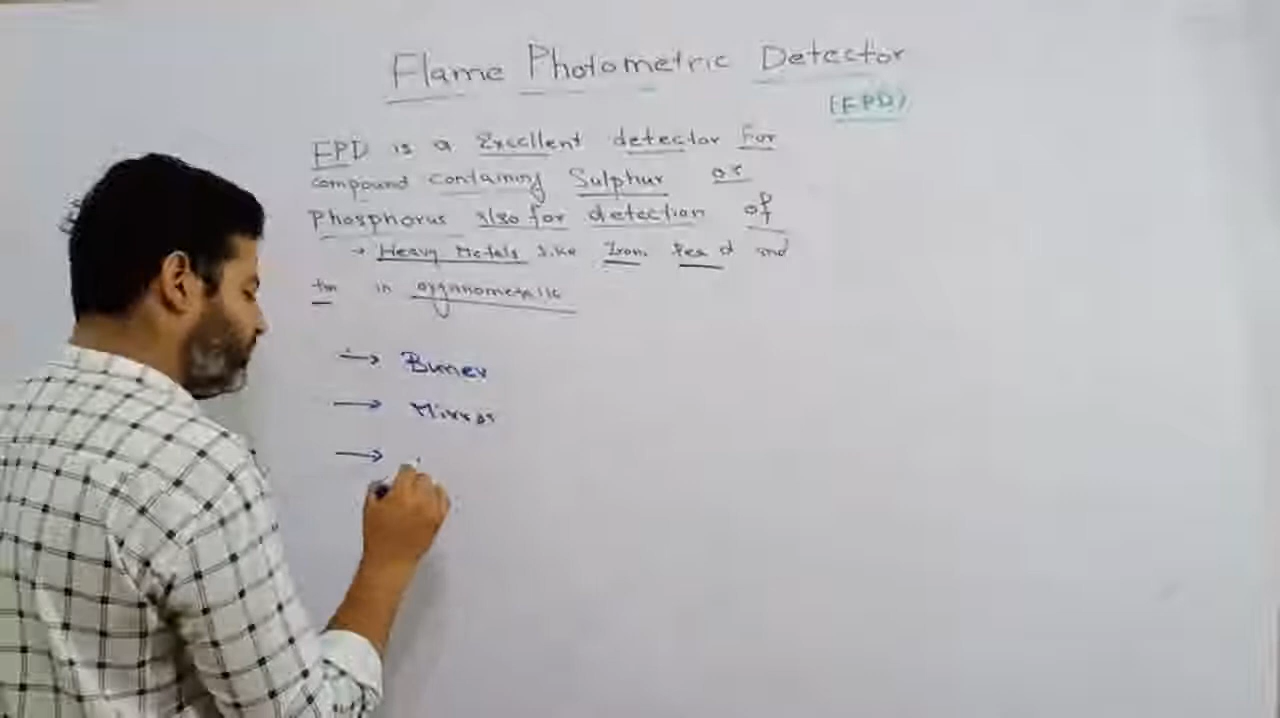 Flame Photometric Detector
(FPD)
FPD is a Excellent detector for
compound containing Sulphur or
Phosphorus also for detection of
→ Heavy Metals like Iron and
tin in organometallic
→ Burner
→ Mirror
→